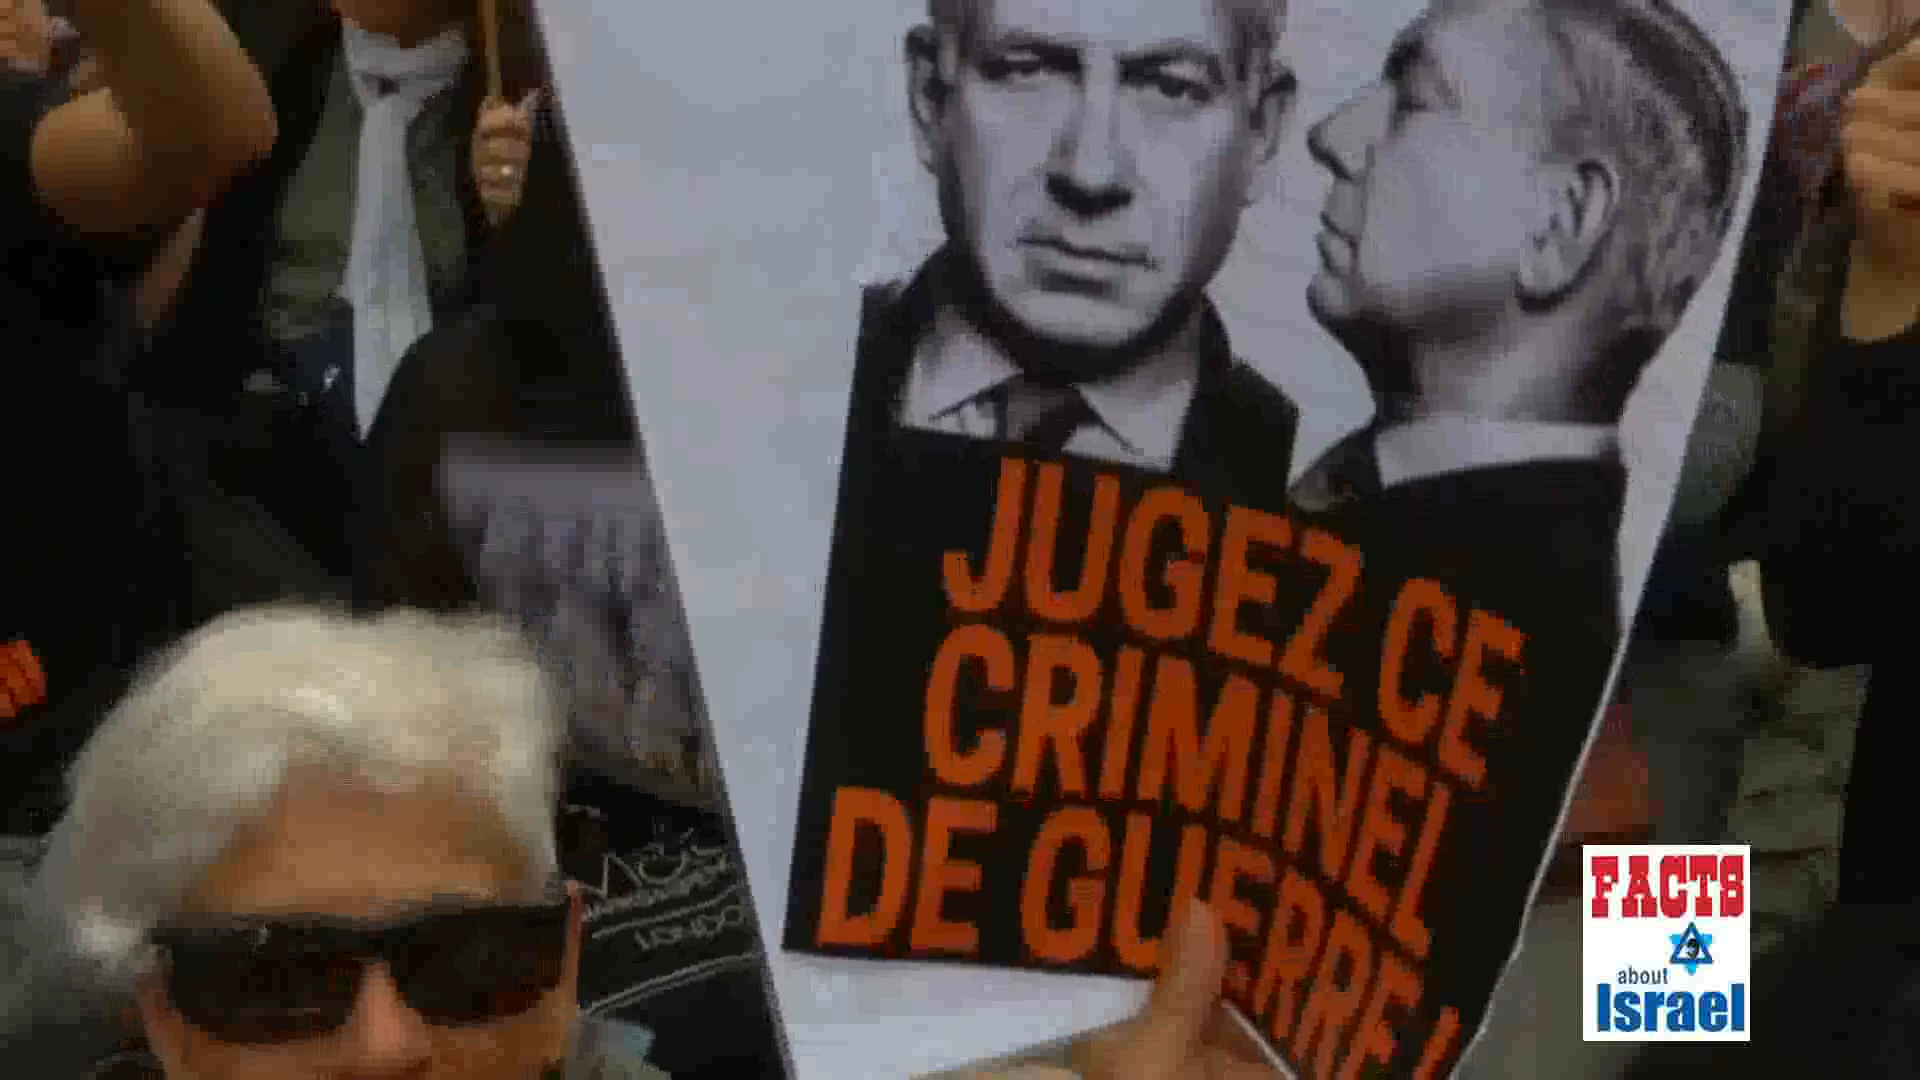 JUGEZ CE
CRIMINEL
DE GUERRE !
FACTS
about
Israel